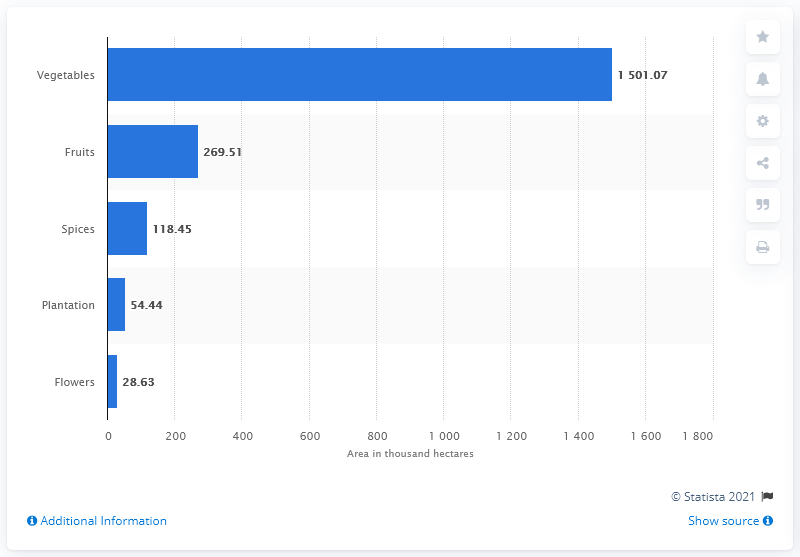 Vegetables 1 501.07
Fruits 269.51
Spices 118.45
Plantation 54.44
Flowers 28.63
0 200 400 600 800 1 000 1 200 1 400 1 600 1 800
Area in thousand hectares
© Statista 2021
Additional Information Show source